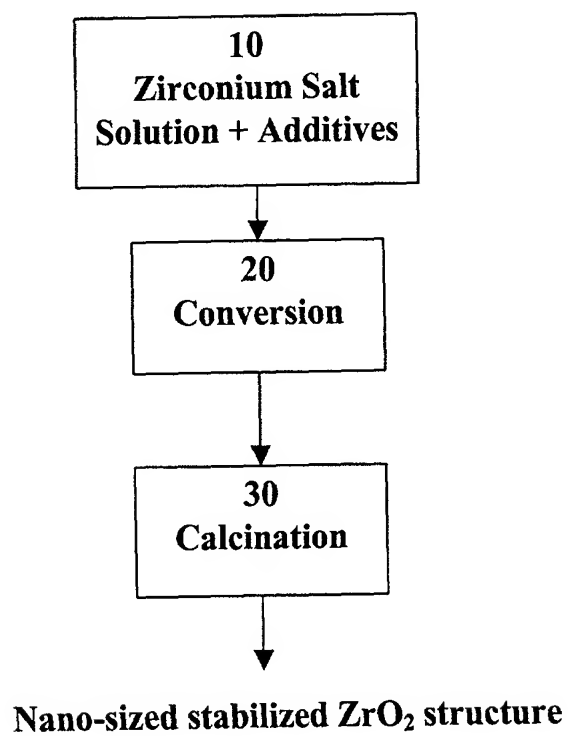 10
Zirconium Salt
Solution + Additives
20
Conversion
30
Calcination
Nano-sized stabilized ZrO₂ structure